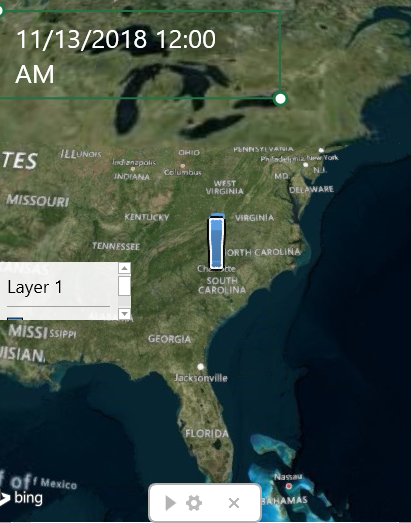 11/13/2018 12:00
AM
PENNSYLVANIA
OHIO
ILLINOIS
Philadelphia
New York
Indianapolis
TES
Columbus
INDIANA
N.J.
MD.
WEST
VIRGINIA
DELAWARE
MISSOURI
KENTUCKY
VIRGINIA
TENNESSEE
ORTH CAROLINA
Charlotte
Layer 1
SOUTH
CAROLINA
MISSISSIPPI
GEORGIA
UISIAN
Jacksonville
FLORIDA
f of Mexico
Nassau
bing
BAHAMAS